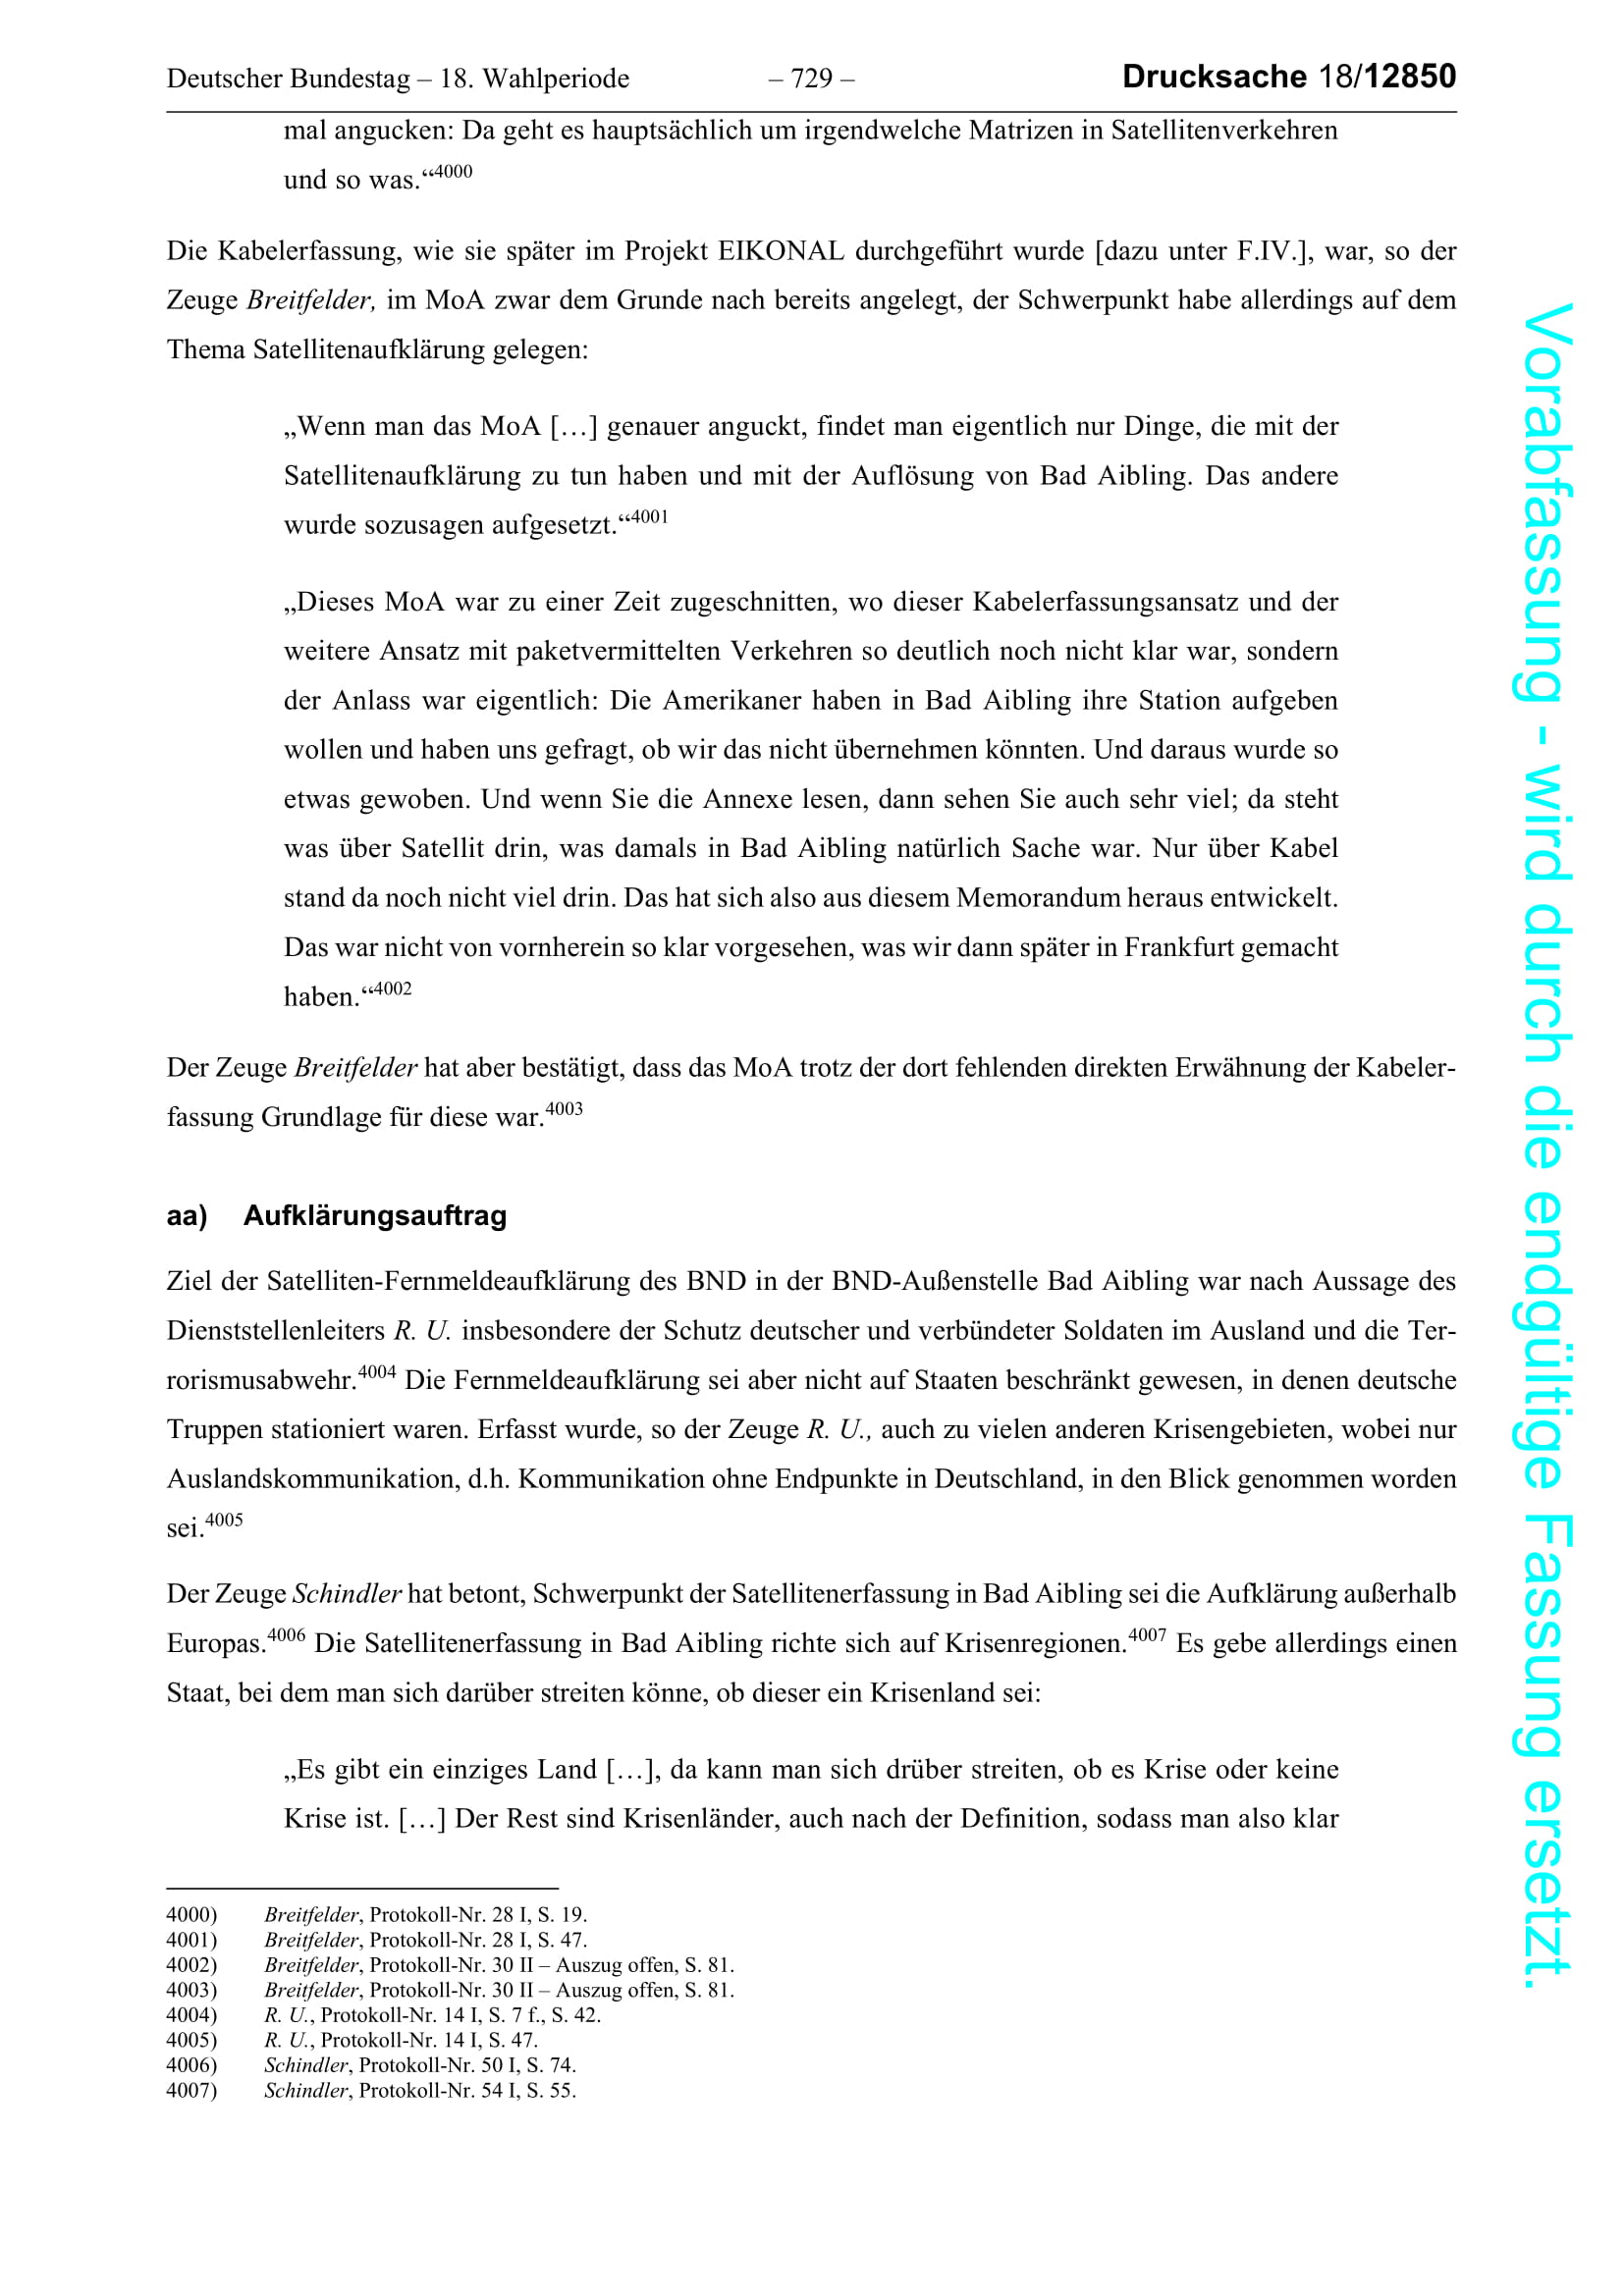 Deutscher Bundestag – 18. Wahlperiode – 729 – Drucksache 18/12850
mal angucken: Da geht es hauptsächlich um irgendwelche Matrizen in Satellitenverkehren
und so was.“4000
Die Kabelerfassung, wie sie später im Projekt EIKONAL durchgeführt wurde [dazu unter F.IV.], war, so der
Zeuge Breitfelder, im MoA zwar dem Grunde nach bereits angelegt, der Schwerpunkt habe allerdings auf dem
Thema Satellitenaufklärung gelegen:
„Wenn man das MoA […] genauer anguckt, findet man eigentlich nur Dinge, die mit der
Satellitenaufklärung zu tun haben und mit der Auflösung von Bad Aibling. Das andere
wurde sozusagen aufgesetzt.“4001
„Dieses MoA war zu einer Zeit zugeschnitten, wo dieser Kabelerfassungsansatz und der
weitere Ansatz mit paketvermittelten Verkehren so deutlich noch nicht klar war, sondern
der Anlass war eigentlich: Die Amerikaner haben in Bad Aibling ihre Station aufgeben
wollen und haben uns gefragt, ob wir das nicht übernehmen könnten. Und daraus wurde so
etwas gewoben. Und wenn Sie die Annexe lesen, dann sehen Sie auch sehr viel; da steht
was über Satellit drin, was damals in Bad Aibling natürlich Sache war. Nur über Kabel
stand da noch nicht viel drin. Das hat sich also aus diesem Memorandum heraus entwickelt.
Das war nicht von vornherein so klar vorgesehen, was wir dann später in Frankfurt gemacht
haben.“4002
Der Zeuge Breitfelder hat aber bestätigt, dass das MoA trotz der dort fehlenden direkten Erwähnung der Kabeler-
fassung Grundlage für diese war.4003
aa) Aufklärungsauftrag
Ziel der Satelliten-Fernmeldeaufklärung des BND in der BND-Außenstelle Bad Aibling war nach Aussage des
Dienststellenleiters R. U. insbesondere der Schutz deutscher und verbündeter Soldaten im Ausland und die Ter-
rorismusabwehr.4004 Die Fernmeldeaufklärung sei aber nicht auf Staaten beschränkt gewesen, in denen deutsche
Truppen stationiert waren. Erfasst wurde, so der Zeuge R. U., auch zu vielen anderen Krisengebieten, wobei nur
Auslandskommunikation, d.h. Kommunikation ohne Endpunkte in Deutschland, in den Blick genommen worden
sei.4005
Der Zeuge Schindler hat betont, Schwerpunkt der Satellitenerfassung in Bad Aibling sei die Aufklärung außerhalb
Europas.4006 Die Satellitenerfassung in Bad Aibling richte sich auf Krisenregionen.4007 Es gebe allerdings einen
Staat, bei dem man sich darüber streiten könne, ob dieser ein Krisenland sei:
„Es gibt ein einziges Land […], da kann man sich drüber streiten, ob es Krise oder keine
Krise ist. […] Der Rest sind Krisenländer, auch nach der Definition, sodass man also klar
4000) Breitfelder, Protokoll-Nr. 28 I, S. 19.
4001) Breitfelder, Protokoll-Nr. 28 I, S. 47.
4002) Breitfelder, Protokoll-Nr. 30 II – Auszug offen, S. 81.
4003) Breitfelder, Protokoll-Nr. 30 II – Auszug offen, S. 81.
4004) R. U., Protokoll-Nr. 14 I, S. 7 f., S. 42.
4005) R. U., Protokoll-Nr. 14 I, S. 47.
4006) Schindler, Protokoll-Nr. 50 I, S. 74.
4007) Schindler, Protokoll-Nr. 54 I, S. 55.
Vorabfassung - wird durch die endgültige Fassung ersetzt.